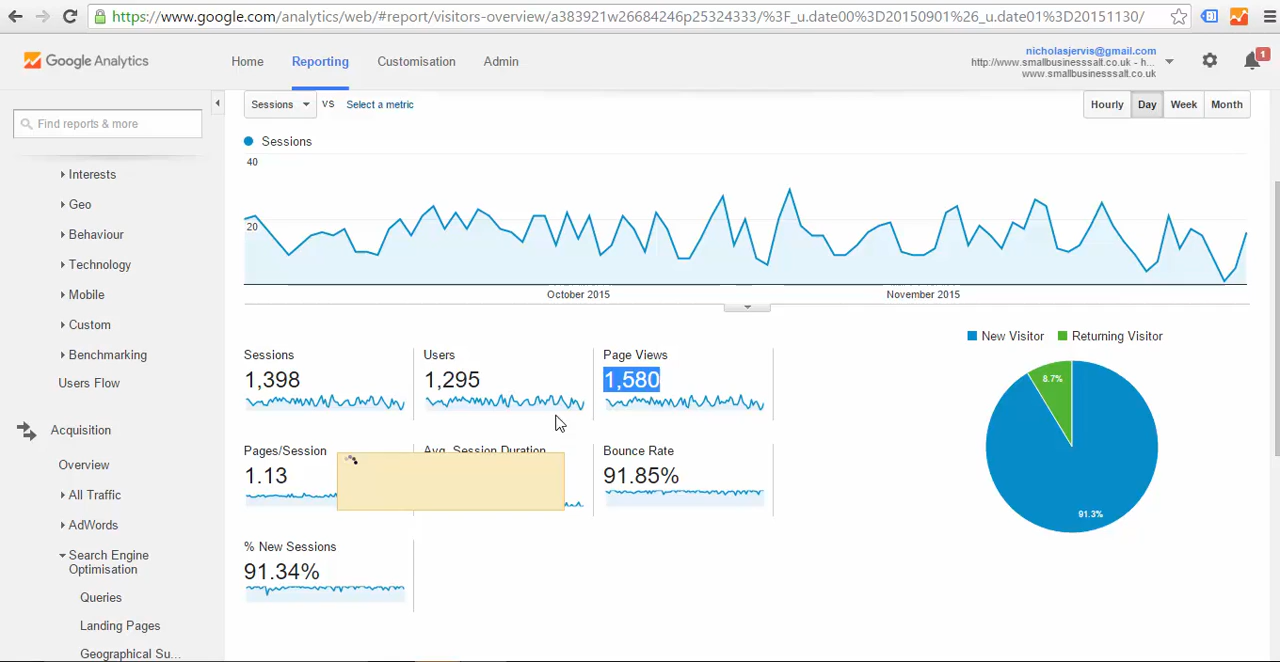 https://www.google.com/analytics/web/#report/visitors-overview/a383921w26684246p25324333/%3F_u.date00%3D20150901%26_u.date01%3D20151130/
Google Analytics
Home
Reporting
Customisation
Admin
nicholasjervis@gmail.com
http://www.smallbusinesssalt.co.uk - h...
www.smallbusinesssalt.co.uk
1
Find reports & more
Interests
Geo
Behaviour
Technology
Mobile
Custom
Benchmarking
Users Flow
Acquisition
Overview
All Traffic
AdWords
Search Engine
Optimisation
Queries
Landing Pages
Geographical Su...
Sessions
VS
Select a metric
Hourly
Day
Week
Month
Sessions
40
20
October 2015
November 2015
Sessions
1,398
Users
1,295
Page Views
1,580
Pages/Session
1.13
Avg. Session Duration
Bounce Rate
91.85%
% New Sessions
91.34%
New Visitor
Returning Visitor
8.7%
91.3%